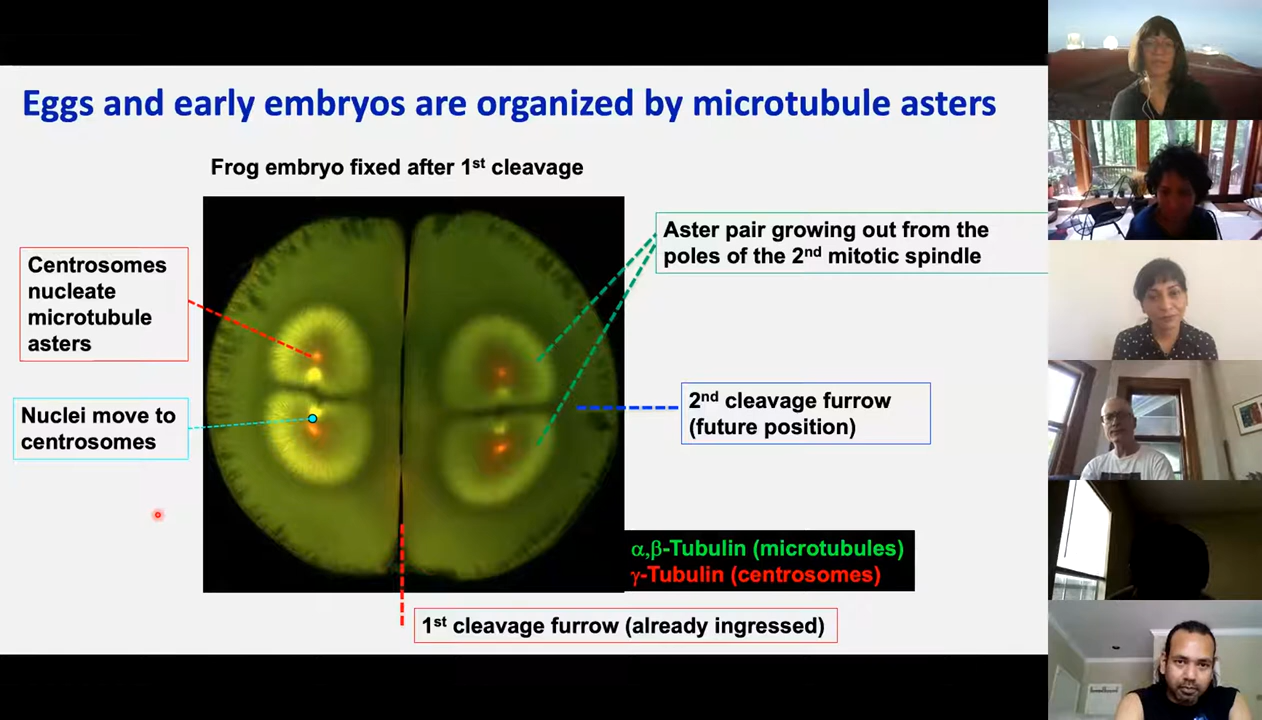 Eggs and early embryos are organized by microtubule asters
Frog embryo fixed after 1st cleavage
Centrosomes
nucleate
microtubule
asters
Nuclei move to
centrosomes
Aster pair growing out from the
poles of the 2nd mitotic spindle
2nd cleavage furrow
(future position)
α,β-Tubulin (microtubules)
γ-Tubulin (centrosomes)
1st cleavage furrow (already ingressed)